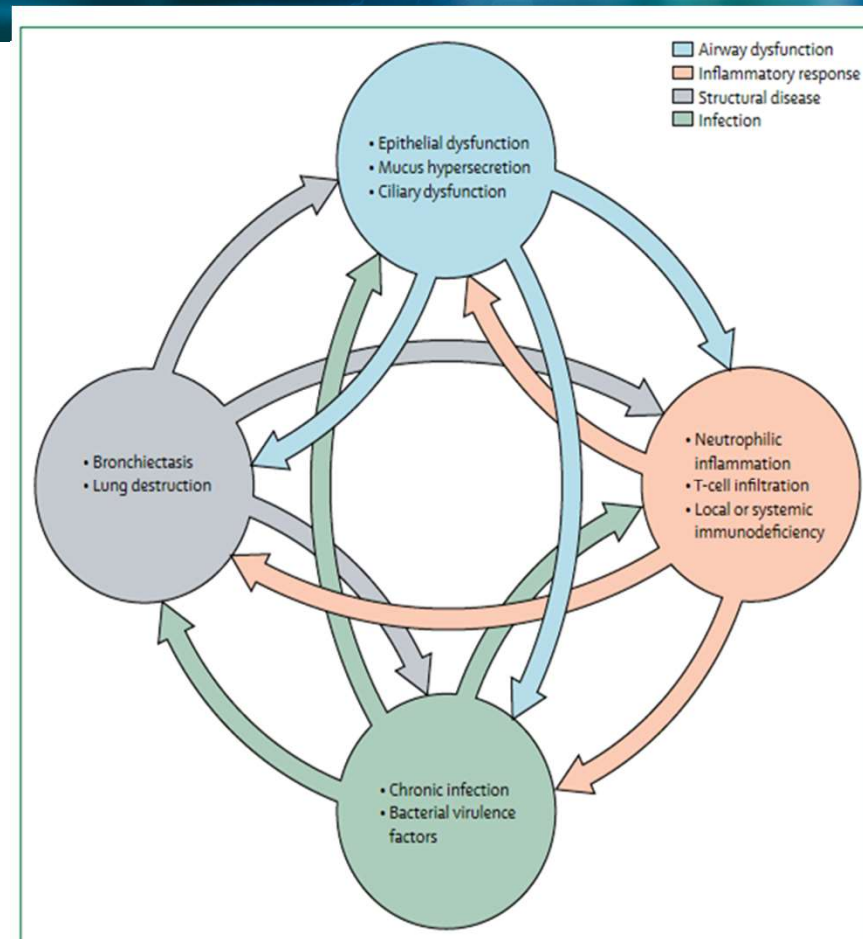 Airway dysfunction
Inflammatory response
Structural disease
Infection
• Epithelial dysfunction
• Mucus hypersecretion
• Ciliary dysfunction
• Bronchiectasis
• Lung destruction
• Neutrophilic
inflammation
• T-cell infiltration
• Local or systemic
immunodeficiency
• Chronic infection
• Bacterial virulence
factors